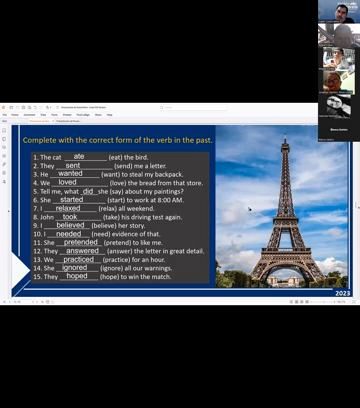 Complete with the correct form of the verb in the past.
1. The cat ate (eat) the bird.
2. They sent (send) me a letter.
3. He wanted (want) to steal my backpack.
4. We loved (love) the bread from that store.
5. Tell me, what did she (say) about my paintings?
6. She started (start) to work at 8:00 AM.
7. I relaxed (relax) all weekend.
8. John took (take) his driving test again.
9. I believed (believe) her story.
10. I needed (need) evidence of that.
11. She pretended (pretend) to like me.
12. They answered (answer) the letter in great detail.
13. We practiced (practice) for an hour.
14. She ignored (ignore) all our warnings.
15. They hoped (hope) to win the match.
2023